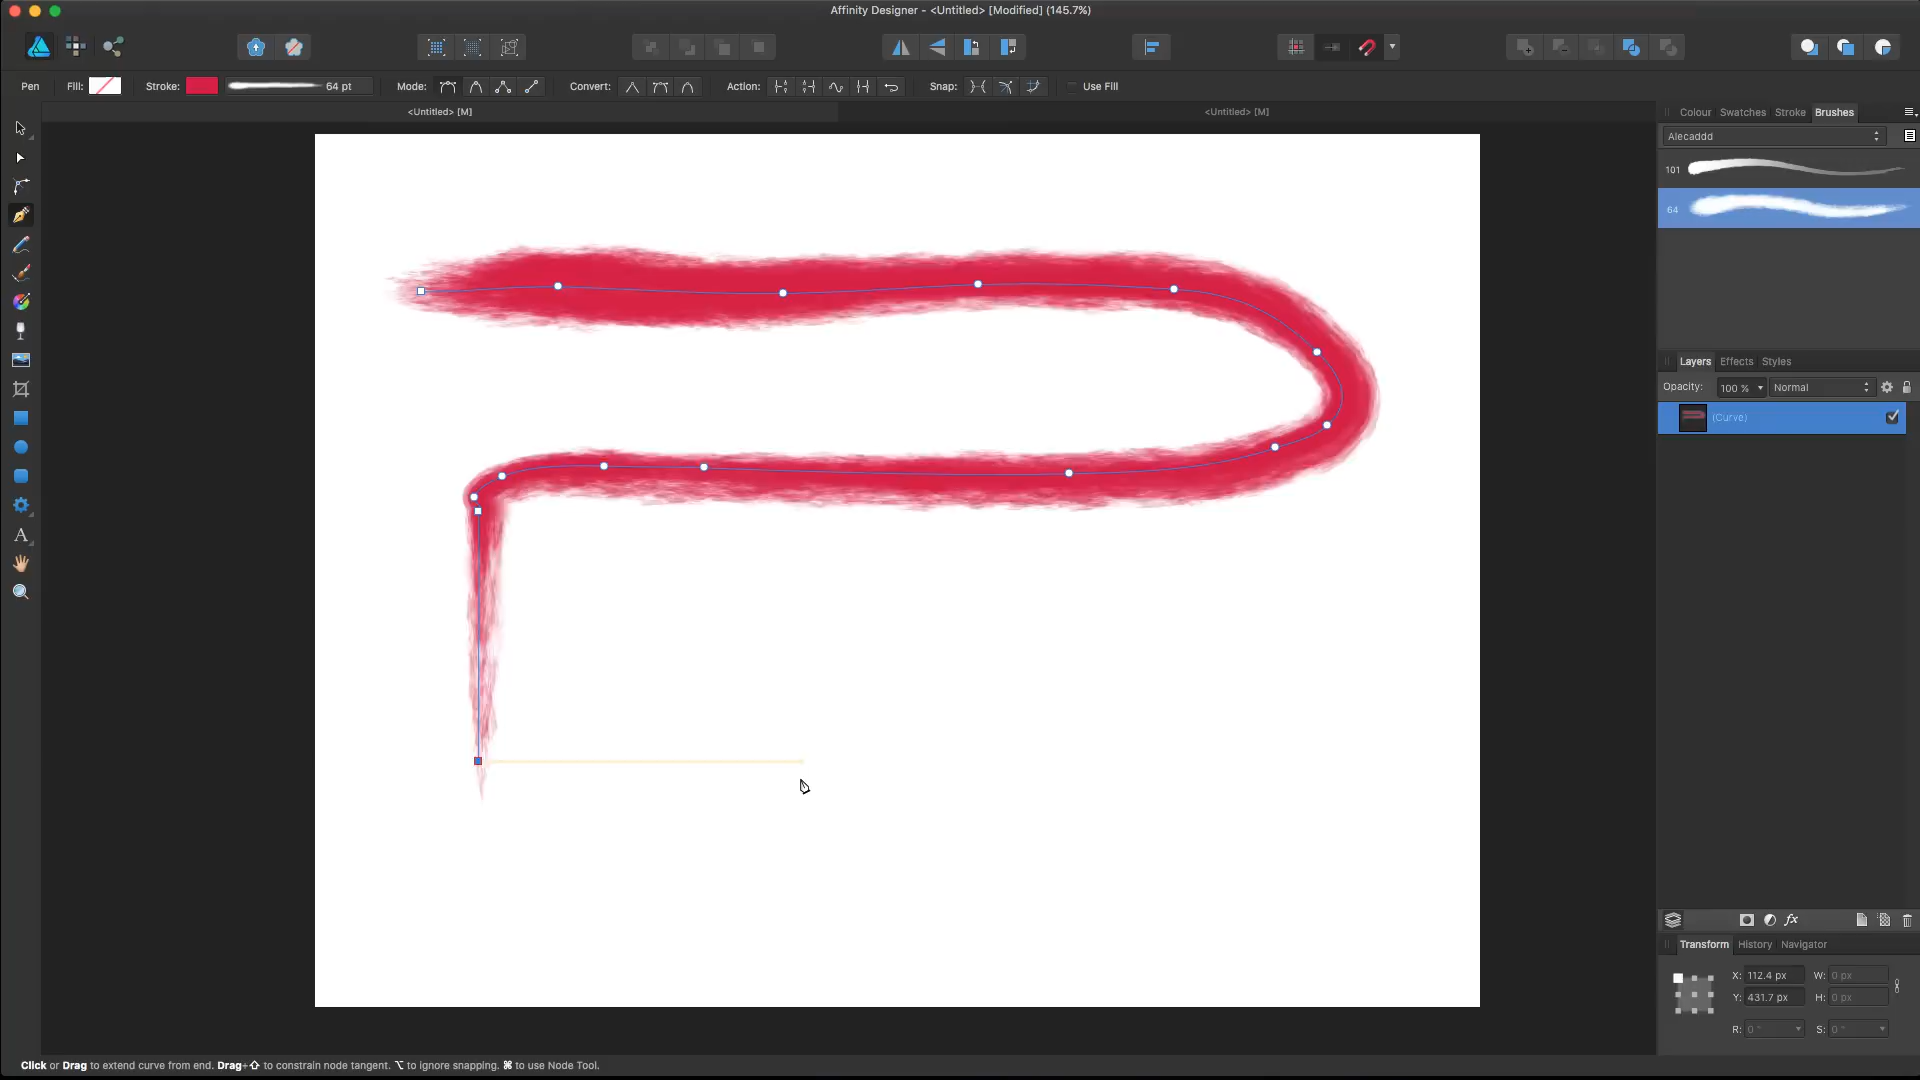 Affinity Designer - <Untitled> [Modified] (145.7%)
Pen Fill: Stroke: 64 pt Mode: Convert: Action: Snap: Use Fill
<Untitled> [M] <Untitled> [M]
Colour Swatches Stroke Brushes
Alecaddd
101
64
Layers Effects Styles
Opacity: 100 % Normal
(Curve)
fx
Transform History Navigator
X: 112.4 px W: 0 px
Y: 431.7 px H: 0 px
R: 0 ° S: 0 °
A
Click or Drag to extend curve from end. Drag+⇧ to constrain node tangent. ⌥ to ignore snapping. ⌘ to use Node Tool.